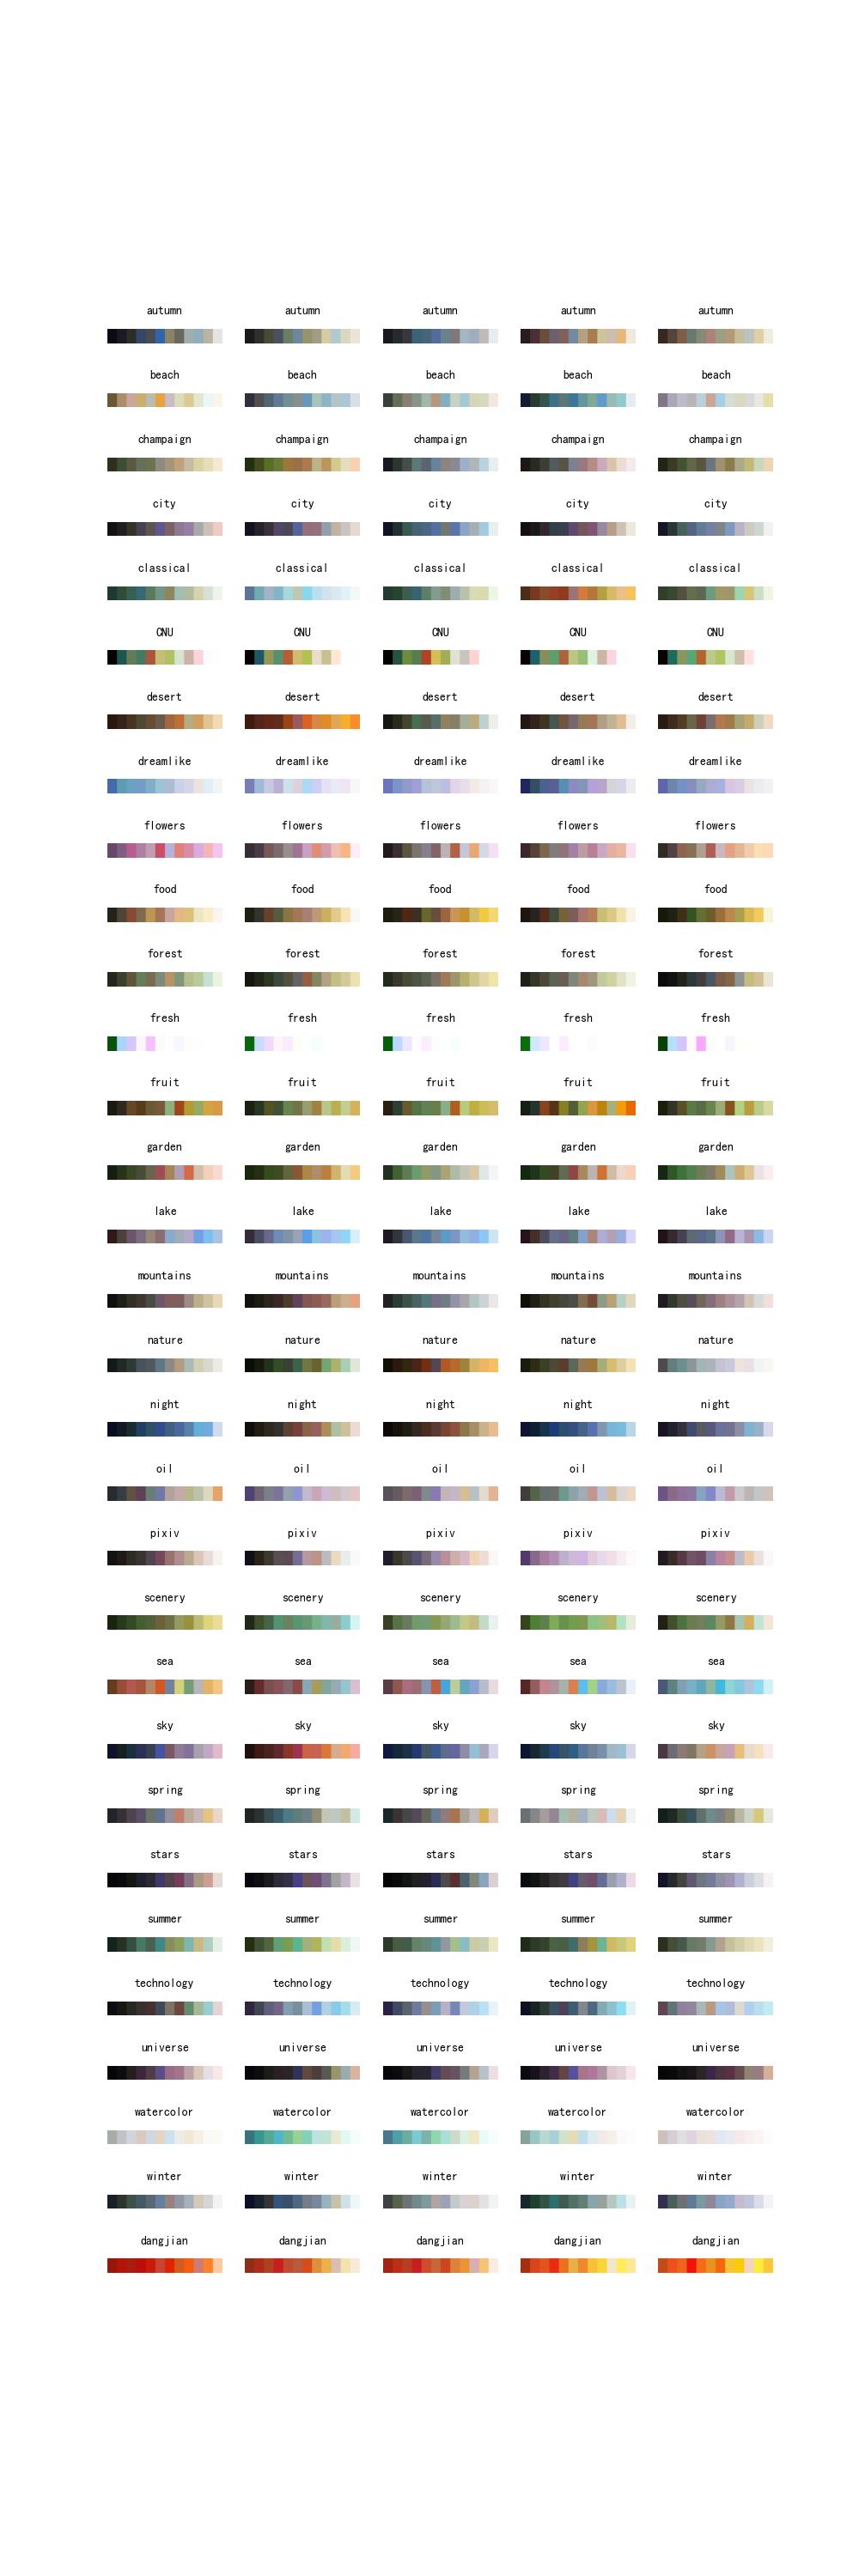 autumn autumn autumn autumn autumn
beach beach beach beach beach
champaign champaign champaign champaign champaign
city city city city city
classical classical classical classical classical
CNU CNU CNU CNU CNU
desert desert desert desert desert
dreamlike dreamlike dreamlike dreamlike dreamlike
flowers flowers flowers flowers flowers
food food food food food
forest forest forest forest forest
fresh fresh fresh fresh fresh
fruit fruit fruit fruit fruit
garden garden garden garden garden
lake lake lake lake lake
mountains mountains mountains mountains mountains
nature nature nature nature nature
night night night night night
oil oil oil oil oil
pixiv pixiv pixiv pixiv pixiv
scenery scenery scenery scenery scenery
sea sea sea sea sea
sky sky sky sky sky
spring spring spring spring spring
stars stars stars stars stars
summer summer summer summer summer
technology technology technology technology technology
universe universe universe universe universe
watercolor watercolor watercolor watercolor watercolor
winter winter winter winter winter
dangjian dangjian dangjian dangjian dangjian